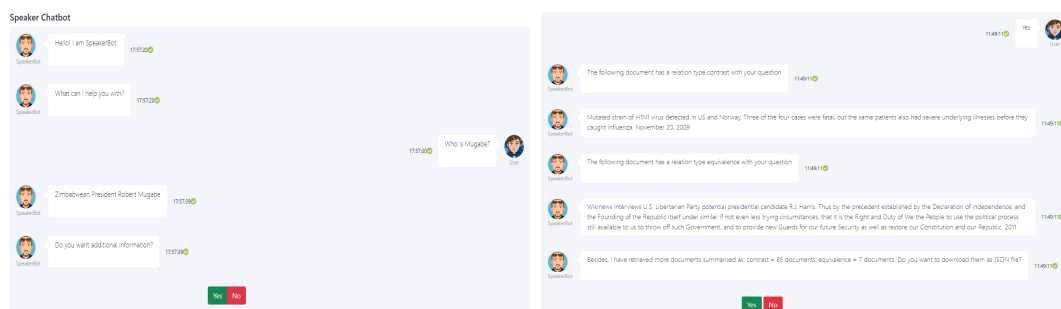 Speaker Chatbot
Hello! I am SpeakerBot.
17:57:20
SpeakerBot
What can I help you with?
17:57:20
SpeakerBot
Who is Mugabe?
17:57:30
User
Zimbabwean President Robert Mugabe
17:57:39
SpeakerBot
Do you want additional information?
17:57:39
SpeakerBot
Yes No
Yes
11:49:11
User
The following document has a relation type contrast with your question
11:49:11
SpeakerBot
Mutated strain of H1N1 virus detected in US and Norway. Three of the four cases were fatal, but the same patients also had severe underlying illnesses before they
caught influenza. November 20, 2009
11:49:11
SpeakerBot
The following document has a relation type equivalence with your question
11:49:11
SpeakerBot
Wikinews interviews U.S. Libertarian Party potential presidential candidate R.J. Harris. Thus by the precedent established by the Declaration of Independence, and
the Founding of the Republic itself under similar, if not even less trying circumstances, that it is the Right and Duty of We the People to use the political process
still available to us to throw off such Government, and to provide new Guards for our future Security as well as restore our Constitution and our Republic. 2011
11:49:11
SpeakerBot
Besides, I have retrieved more documents summarised as: contrast = 65 documents, equivalence = 7 documents. Do you want to download them as JSON file?
11:49:11
SpeakerBot
Yes No